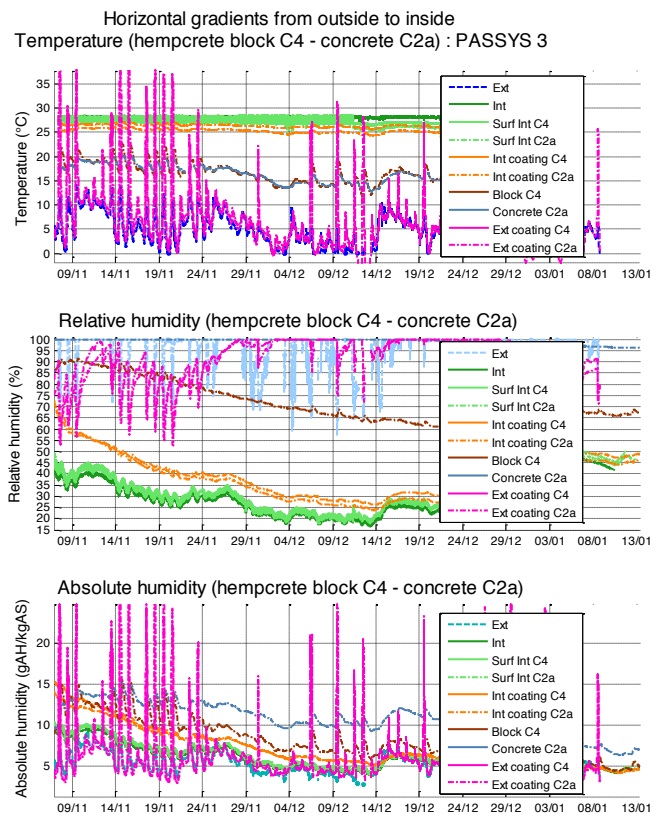 Horizontal gradients from outside to inside
Temperature (hempcrete block C4 - concrete C2a) : PASSYS 3
Temperature (°C)
35
30
25
20
15
10
5
0
Ext
Int
Surf Int C4
Surf Int C2a
Int coating C4
Int coating C2a
Block C4
Concrete C2a
Ext coating C4
Ext coating C2a
09/11 14/11 19/11 24/11 29/11 04/12 09/12 14/12 19/12 24/12 29/12 03/01 08/01 13/01
Relative humidity (hempcrete block C4 - concrete C2a)
Relative humidity (%)
100
95
90
85
80
75
70
65
60
55
50
45
40
35
30
25
20
15
Ext
Int
Surf Int C4
Surf Int C2a
Int coating C4
Int coating C2a
Block C4
Concrete C2a
Ext coating C4
Ext coating C2a
09/11 14/11 19/11 24/11 29/11 04/12 09/12 14/12 19/12 24/12 29/12 03/01 08/01 13/01
Absolute humidity (hempcrete block C4 - concrete C2a)
Absolute humidity (gAH/kgAS)
20
15
10
5
Ext
Int
Surf Int C4
Surf Int C2a
Int coating C4
Int coating C2a
Block C4
Concrete C2a
Ext coating C4
Ext coating C2a
09/11 14/11 19/11 24/11 29/11 04/12 09/12 14/12 19/12 24/12 29/12 03/01 08/01 13/01